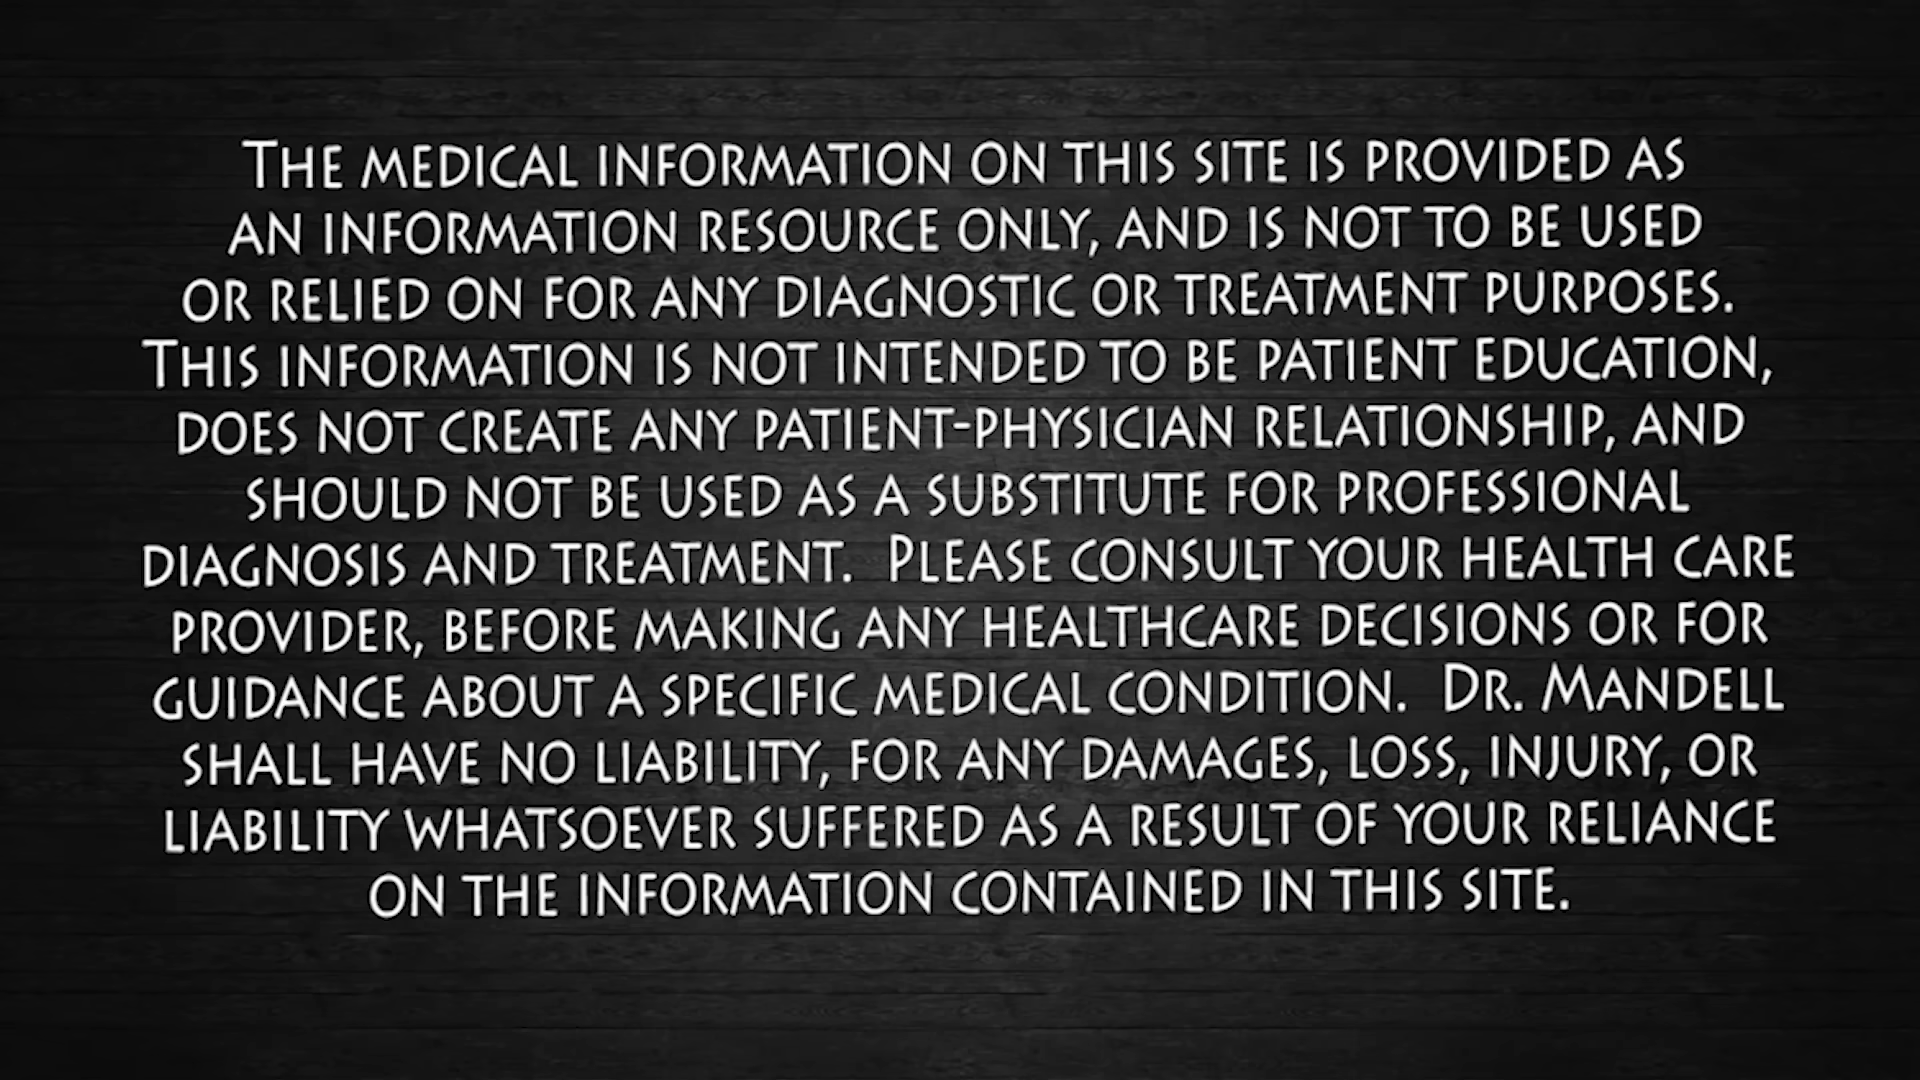 The medical information on this site is provided as
an information resource only, and is not to be used
or relied on for any diagnostic or treatment purposes.
This information is not intended to be patient education,
does not create any patient-physician relationship, and
should not be used as a substitute for professional
diagnosis and treatment.  Please consult your health care
provider, before making any healthcare decisions or for
guidance about a specific medical condition.  Dr. Mandell
shall have no liability, for any damages, loss, injury, or
liability whatsoever suffered as a result of your reliance
on the information contained in this site.